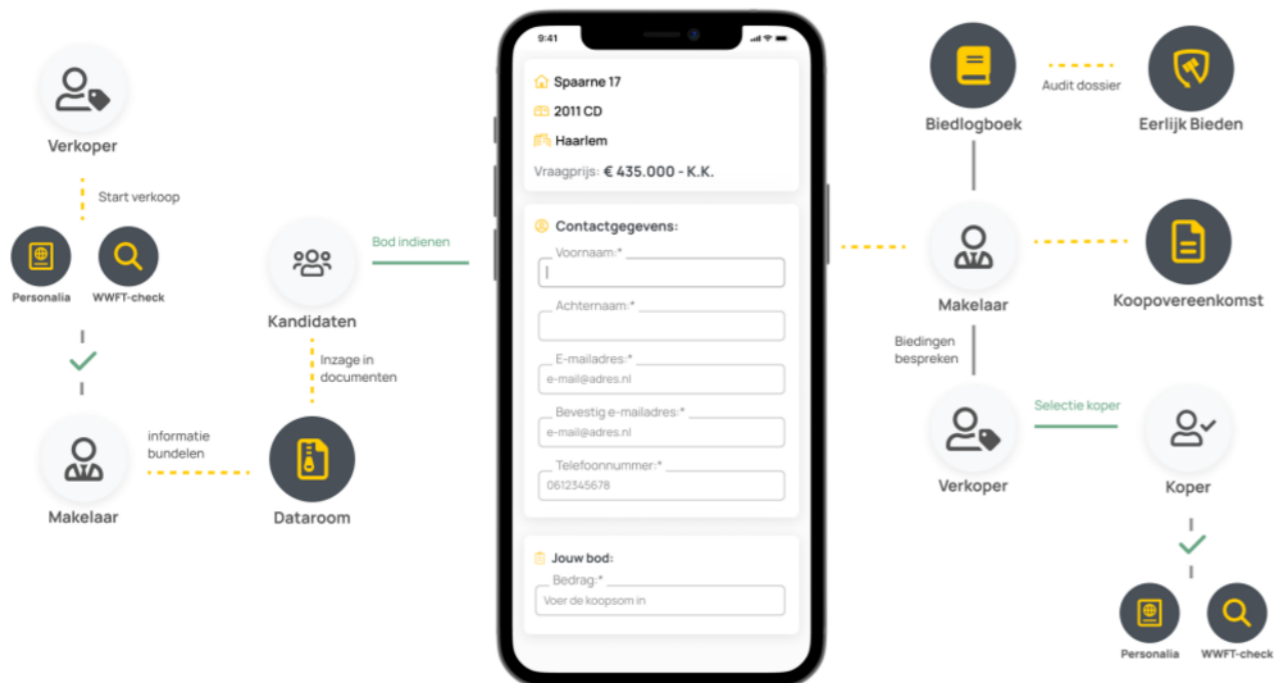 Verkoper
Start verkoop
Personalia
WWFT-check
Makelaar
informatie
bundelen
Dataroom
Inzage in
documenten
Kandidaten
Bod indienen
9:41
Spaarne 17
2011 CD
Haarlem
Vraagprijs: € 435.000 - K.K.
Contactgegevens:
Voornaam:*
Achternaam:*
E-mailadres:*
e-mail@adres.nl
Bevestig e-mailadres:*
e-mail@adres.nl
Telefoonnummer:*
0612345678
Jouw bod:
Bedrag:*
Voer de koopsom in
Biedlogboek
Audit dossier
Eerlijk Bieden
Makelaar
Koopovereenkomst
Biedingen
bespreken
Verkoper
Selectie koper
Koper
Personalia
WWFT-check